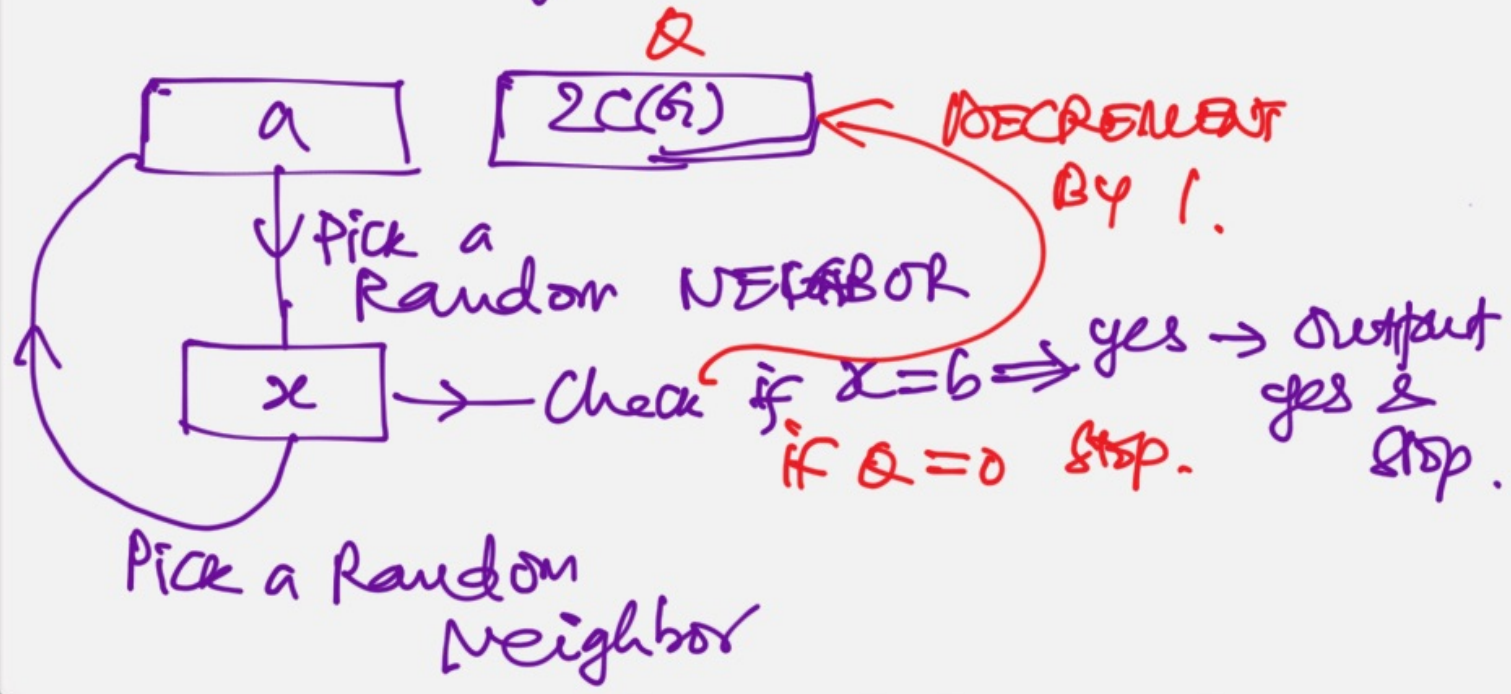 Q
a
2C(G)
DECREMENT
BY 1.
Pick a
Random NEIGHBOR
x
Check if x=b ⇒ yes → output
yes &
stop.
if Q=0 stop.
Pick a Random
Neighbor